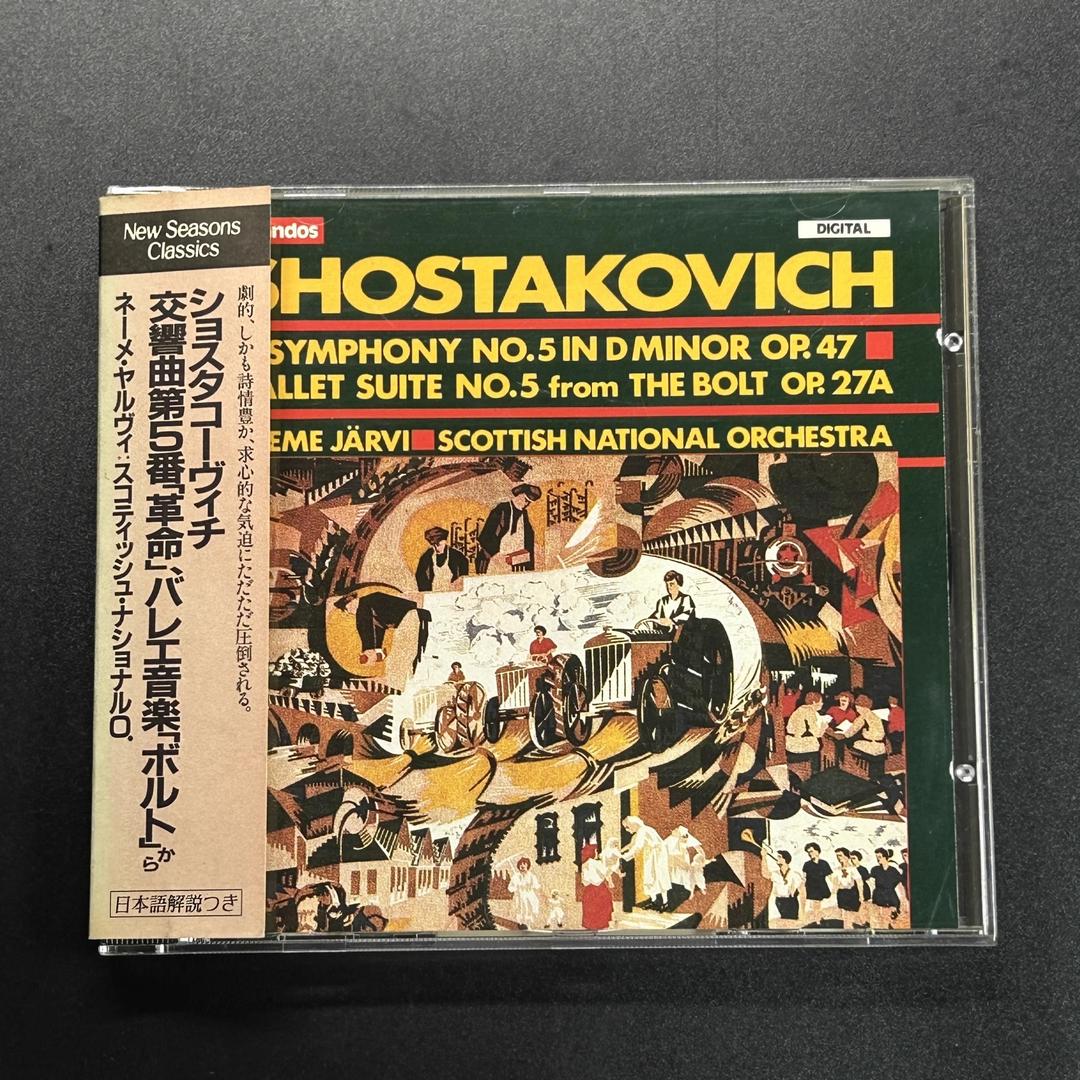 New Seasons
Classics
劇的、しかも詩情豊か、求心的な気迫にただただ圧倒される。
ショスタコーヴィチ
交響曲第5番「革命」、バレエ音楽「ボルト」から
ネーメ・ヤルヴィ:スコティッシュ・ナショナルO.
日本語解説つき
ndos
DIGITAL
SHOSTAKOVICH
SYMPHONY NO.5 IN D MINOR OP. 47
ALLET SUITE NO.5 from THE BOLT OP. 27A
EME JÄRVI ■ SCOTTISH NATIONAL ORCHESTRA